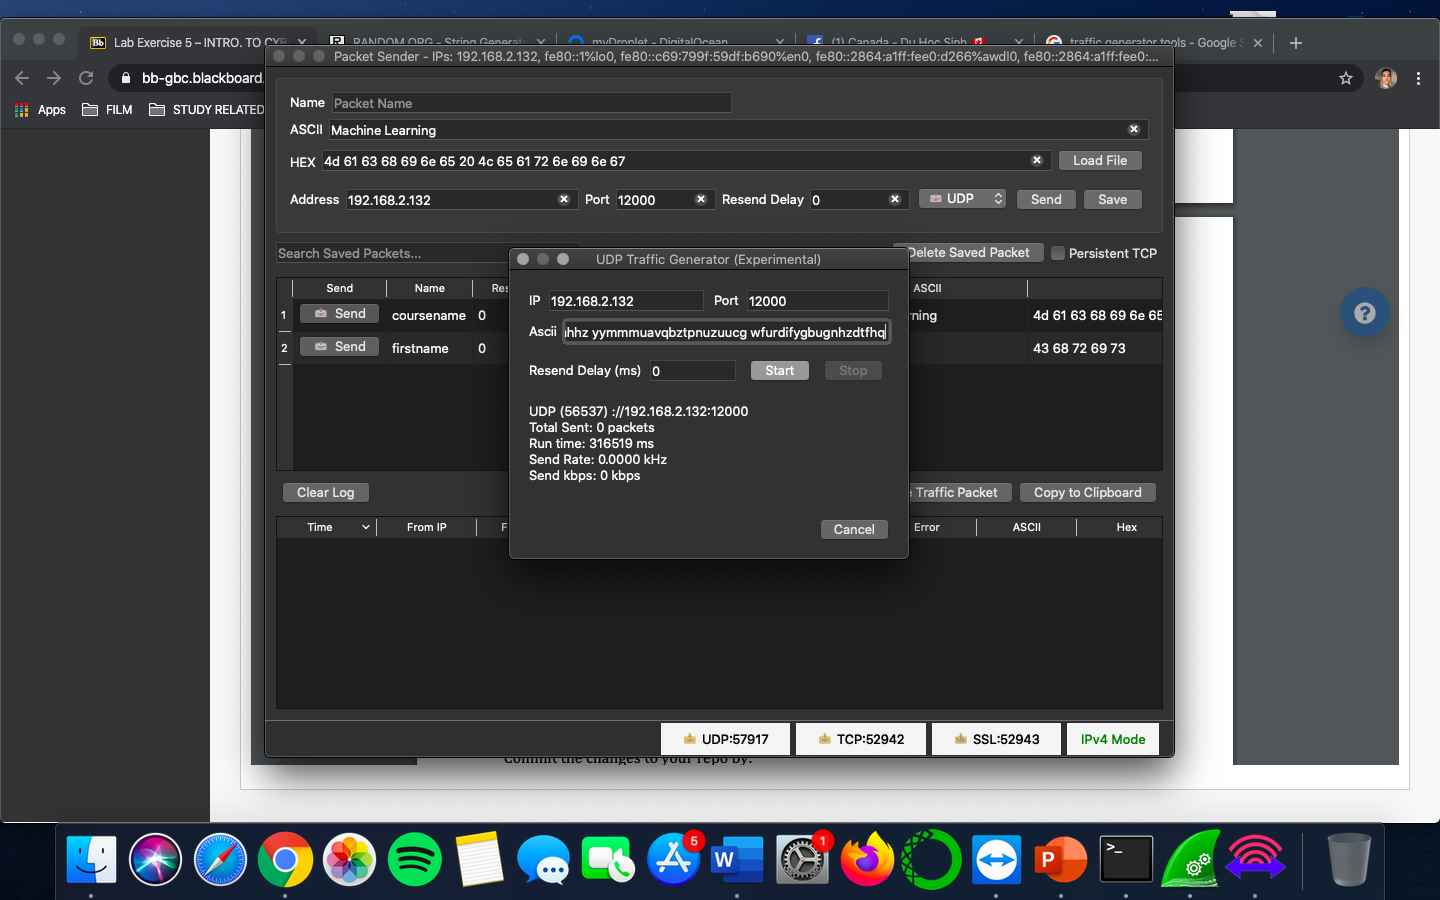 Lab Exercise 5 – INTRO. TO CYB
RANDOM.ORG - String Generato
myDroplet - DigitalOcean
(1) Canada - Du Hoc Sinh
traffic generator tools - Google S
bb-gbc.blackboard.
Apps
FILM
STUDY RELATED
Packet Sender - IPs: 192.168.2.132, fe80::1%lo0, fe80::c69:799f:59df:b690%en0, fe80::2864:a1ff:fee0:d266%awdl0, fe80::2864:a1ff:fee0:...
Name Packet Name
ASCII Machine Learning
HEX 4d 61 63 68 69 6e 65 20 4c 65 61 72 6e 69 6e 67 Load File
Address 192.168.2.132 Port 12000 Resend Delay 0 UDP Send Save
Search Saved Packets... Delete Saved Packet Persistent TCP
Send Name Res ASCII
1 Send coursename 0 rning 4d 61 63 68 69 6e 65
2 Send firstname 0 43 68 72 69 73
UDP Traffic Generator (Experimental)
IP 192.168.2.132 Port 12000
Ascii hhz yymmmuavqbztpnuzuucg wfurdifygbugnhzdtfhq
Resend Delay (ms) 0 Start Stop
UDP (56537) ://192.168.2.132:12000
Total Sent: 0 packets
Run time: 316519 ms
Send Rate: 0.0000 kHz
Send kbps: 0 kbps
Cancel
Clear Log e Traffic Packet Copy to Clipboard
Time From IP F Error ASCII Hex
UDP:57917 TCP:52942 SSL:52943 IPv4 Mode
Commit the changes to your repo by:
5
1